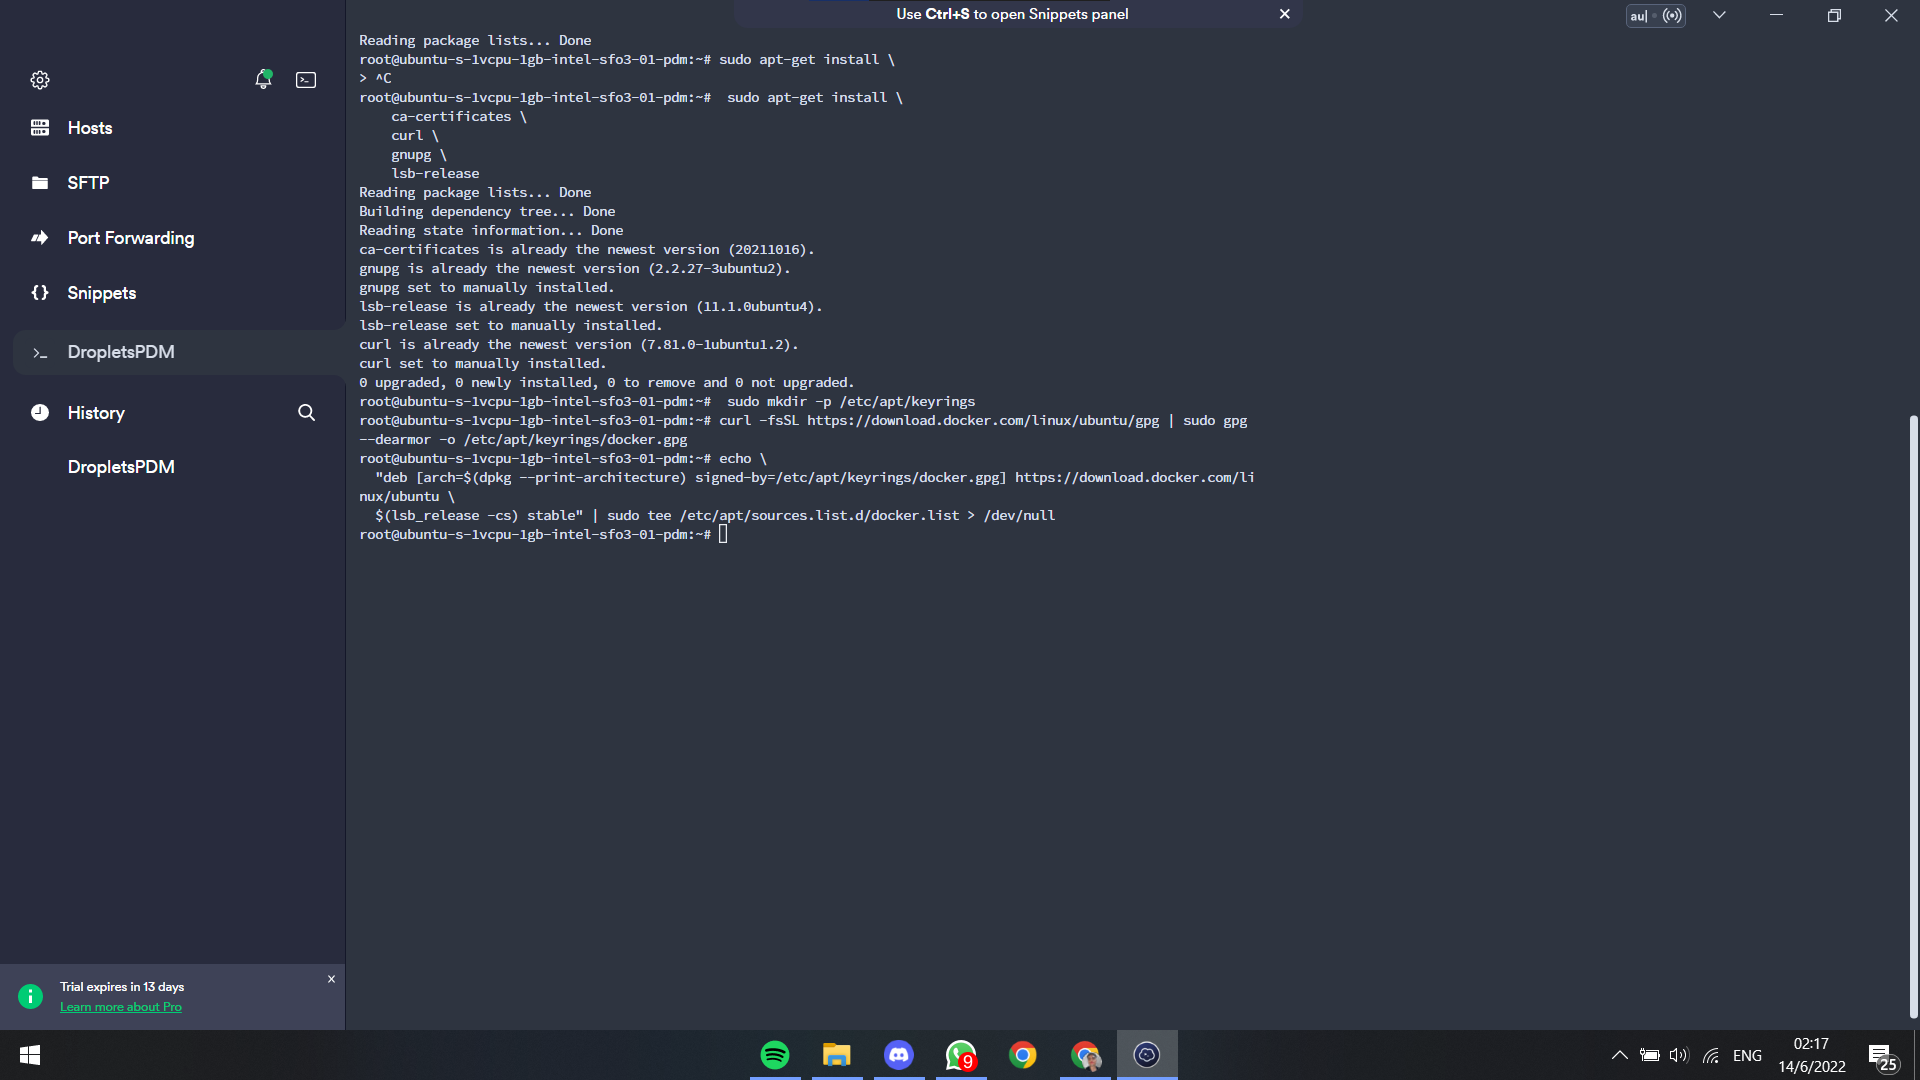 Use Ctrl+S to open Snippets panel
au|
Hosts
SFTP
Port Forwarding
Snippets
DropletsPDM
History
DropletsPDM
Reading package lists... Done
root@ubuntu-s-1vcpu-1gb-intel-sfo3-01-pdm:~# sudo apt-get install \
> ^C
root@ubuntu-s-1vcpu-1gb-intel-sfo3-01-pdm:~#  sudo apt-get install \
    ca-certificates \
    curl \
    gnupg \
    lsb-release
Reading package lists... Done
Building dependency tree... Done
Reading state information... Done
ca-certificates is already the newest version (20211016).
gnupg is already the newest version (2.2.27-3ubuntu2).
gnupg set to manually installed.
lsb-release is already the newest version (11.1.0ubuntu4).
lsb-release set to manually installed.
curl is already the newest version (7.81.0-1ubuntu1.2).
curl set to manually installed.
0 upgraded, 0 newly installed, 0 to remove and 0 not upgraded.
root@ubuntu-s-1vcpu-1gb-intel-sfo3-01-pdm:~#  sudo mkdir -p /etc/apt/keyrings
root@ubuntu-s-1vcpu-1gb-intel-sfo3-01-pdm:~# curl -fsSL https://download.docker.com/linux/ubuntu/gpg | sudo gpg
--dearmor -o /etc/apt/keyrings/docker.gpg
root@ubuntu-s-1vcpu-1gb-intel-sfo3-01-pdm:~# echo \
  "deb [arch=$(dpkg --print-architecture) signed-by=/etc/apt/keyrings/docker.gpg] https://download.docker.com/li
nux/ubuntu \
  $(lsb_release -cs) stable" | sudo tee /etc/apt/sources.list.d/docker.list > /dev/null
root@ubuntu-s-1vcpu-1gb-intel-sfo3-01-pdm:~#
Trial expires in 13 days
Learn more about Pro
9
ENG
02:17
14/6/2022
25